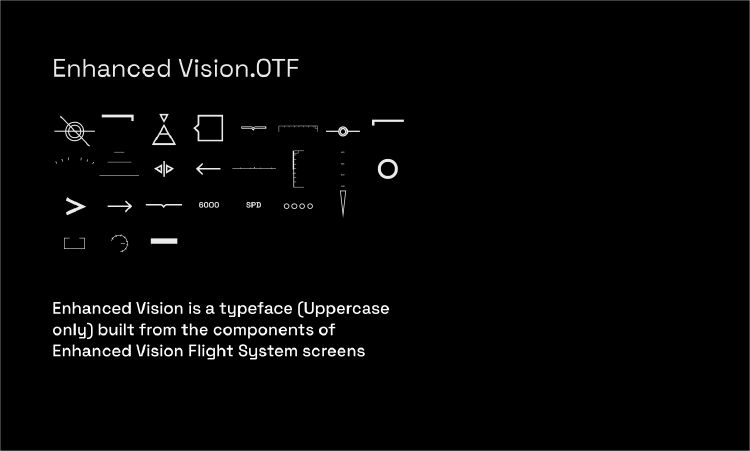 Enhanced Vision.OTF
6000
SPD
Enhanced Vision is a typeface (Uppercase
only) built from the components of
Enhanced Vision Flight System screens